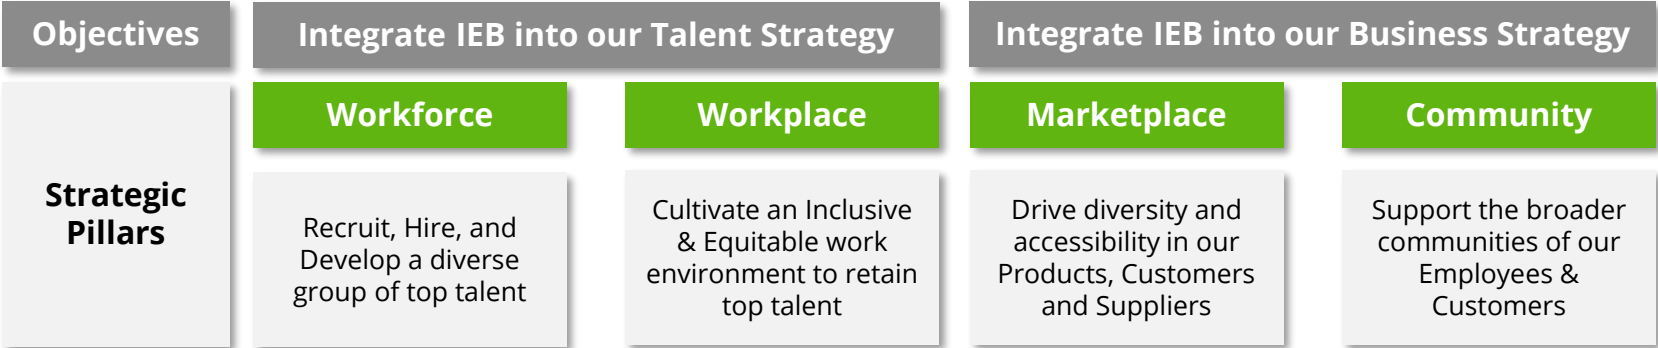 Objectives
Integrate IEB into our Talent Strategy
Integrate IEB into our Business Strategy
Strategic
Pillars
Workforce
Recruit, Hire, and
Develop a diverse
group of top talent
Workplace
Cultivate an Inclusive
& Equitable work
environment to retain
top talent
Marketplace
Drive diversity and
accessibility in our
Products, Customers
and Suppliers
Community
Support the broader
communities of our
Employees &
Customers